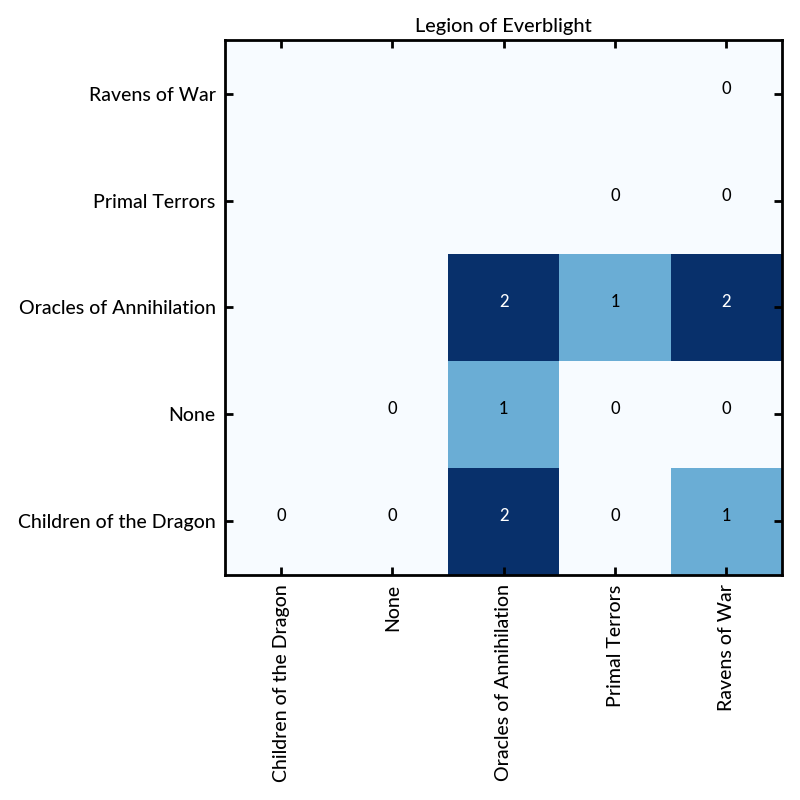 Legion of Everblight
Ravens of War 0
Primal Terrors 0 0
Oracles of Annihilation 2 1 2
None 0 1 0 0
Children of the Dragon 0 0 2 0 1
Children of the Dragon
None
Oracles of Annihilation
Primal Terrors
Ravens of War